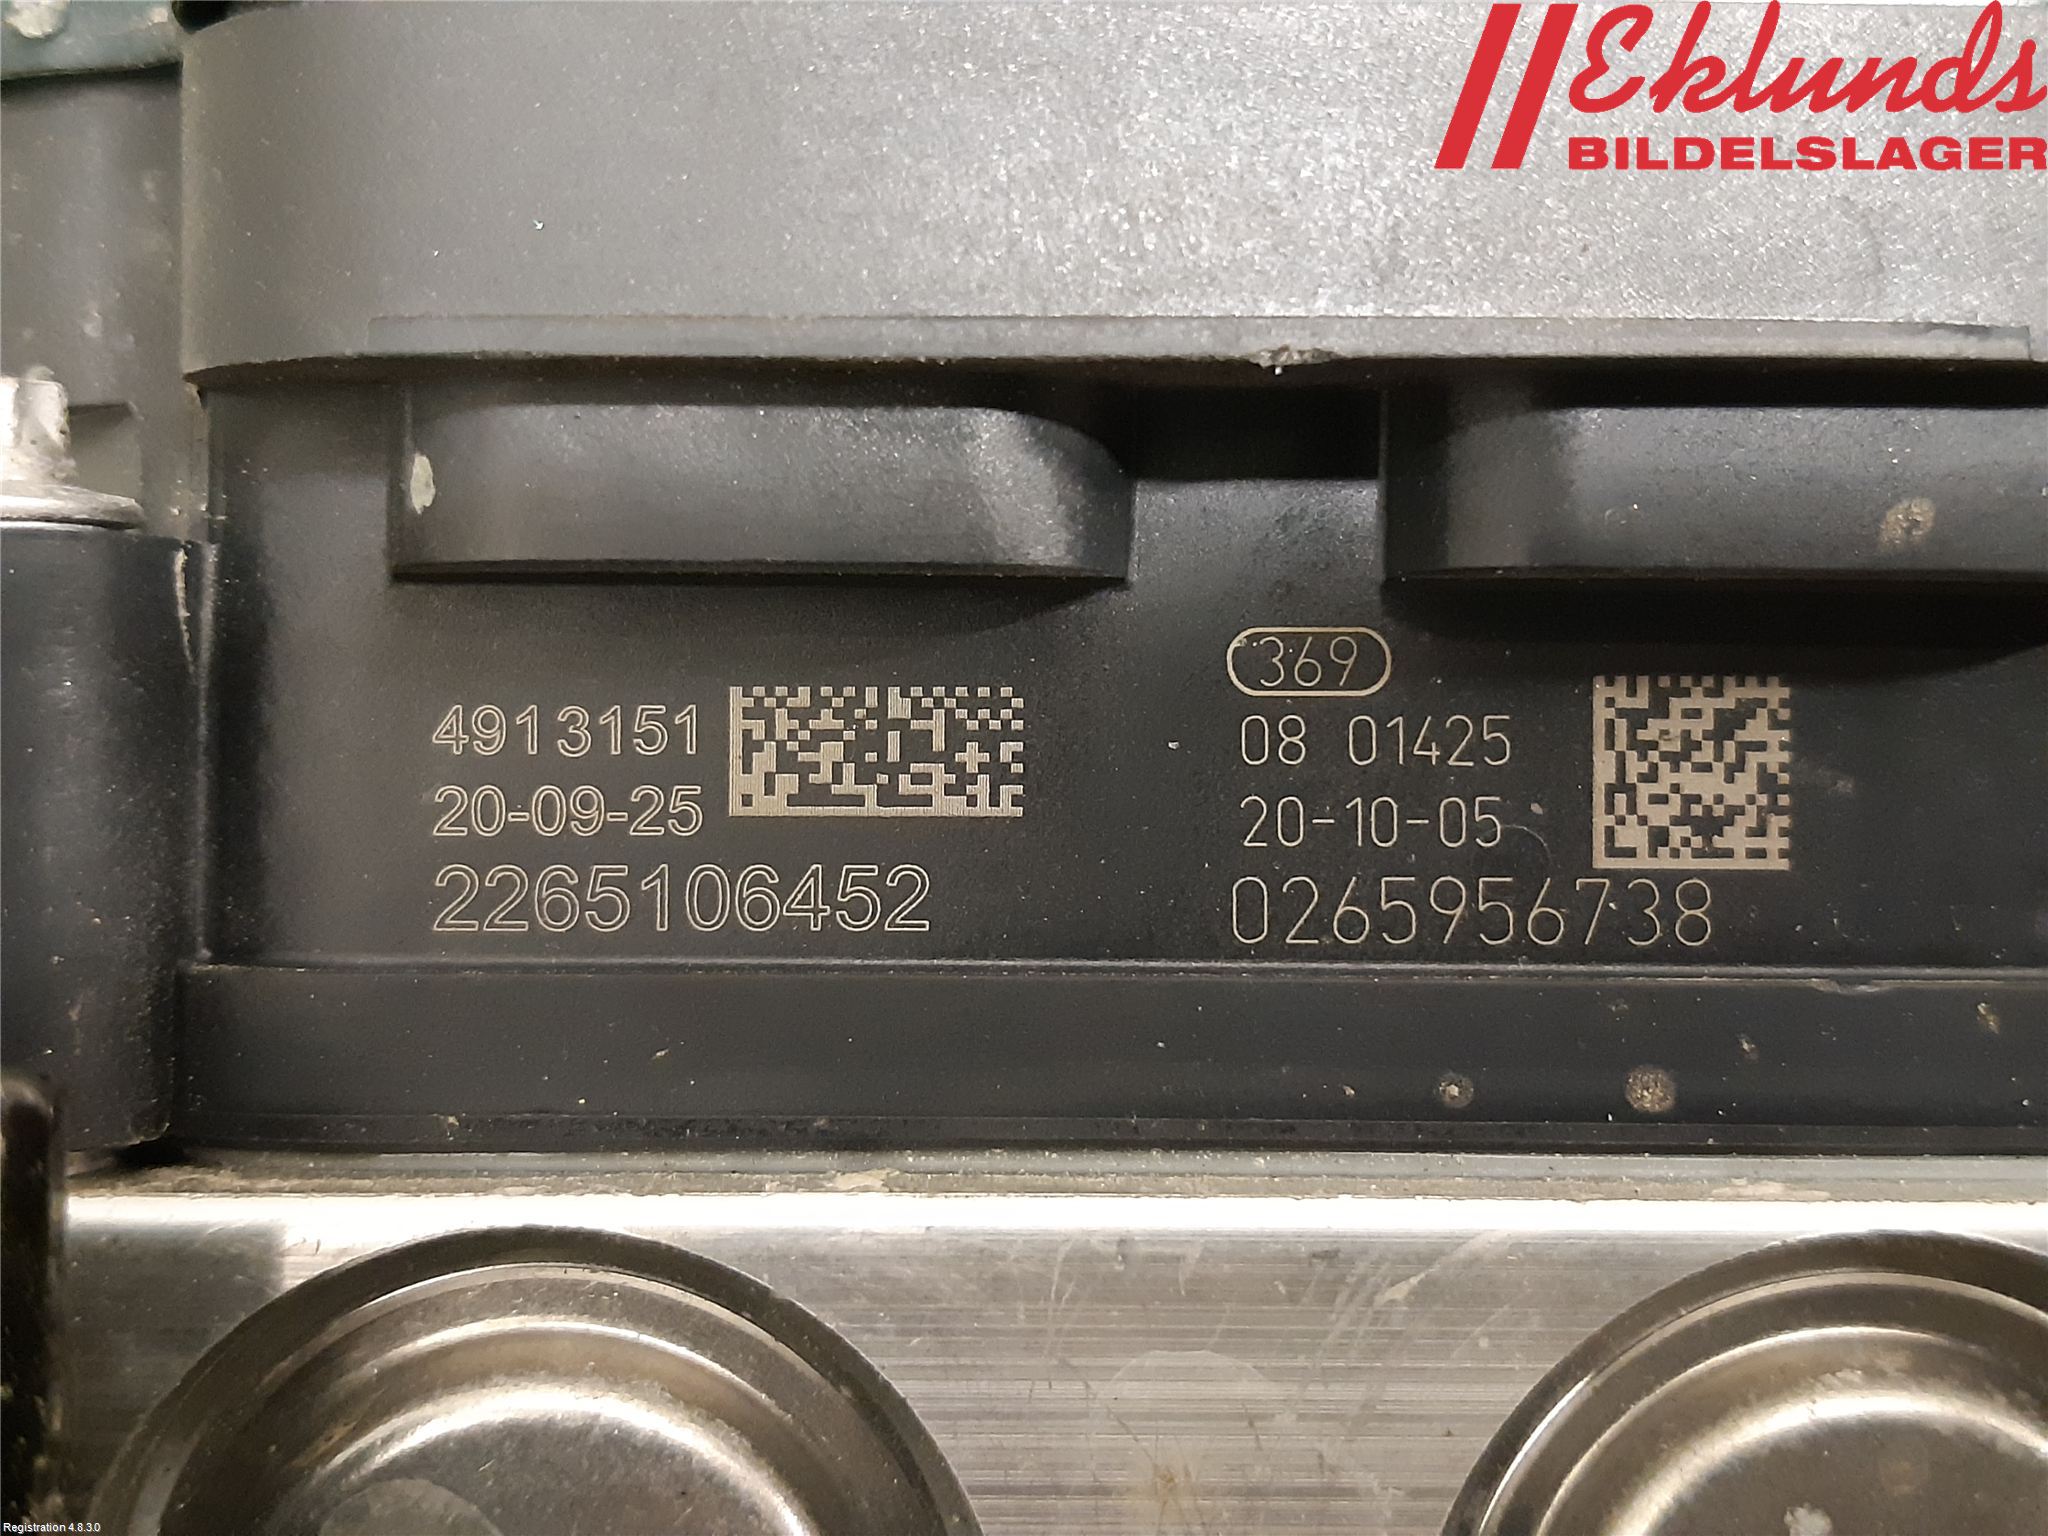 Eklunds
BILDELSLAGER
4913151
20-09-25
2265106452
369
08 01425
20-10-05
0265956738
Registration 4.8.3.0